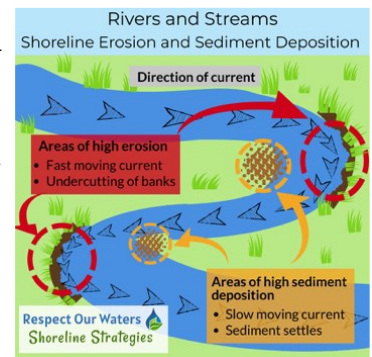 Rivers and Streams
Shoreline Erosion and Sediment Deposition
Direction of current
Areas of high erosion
• Fast moving current
• Undercutting of banks
Areas of high sediment
deposition
• Slow moving current
• Sediment settles
Respect Our Waters
Shoreline Strategies